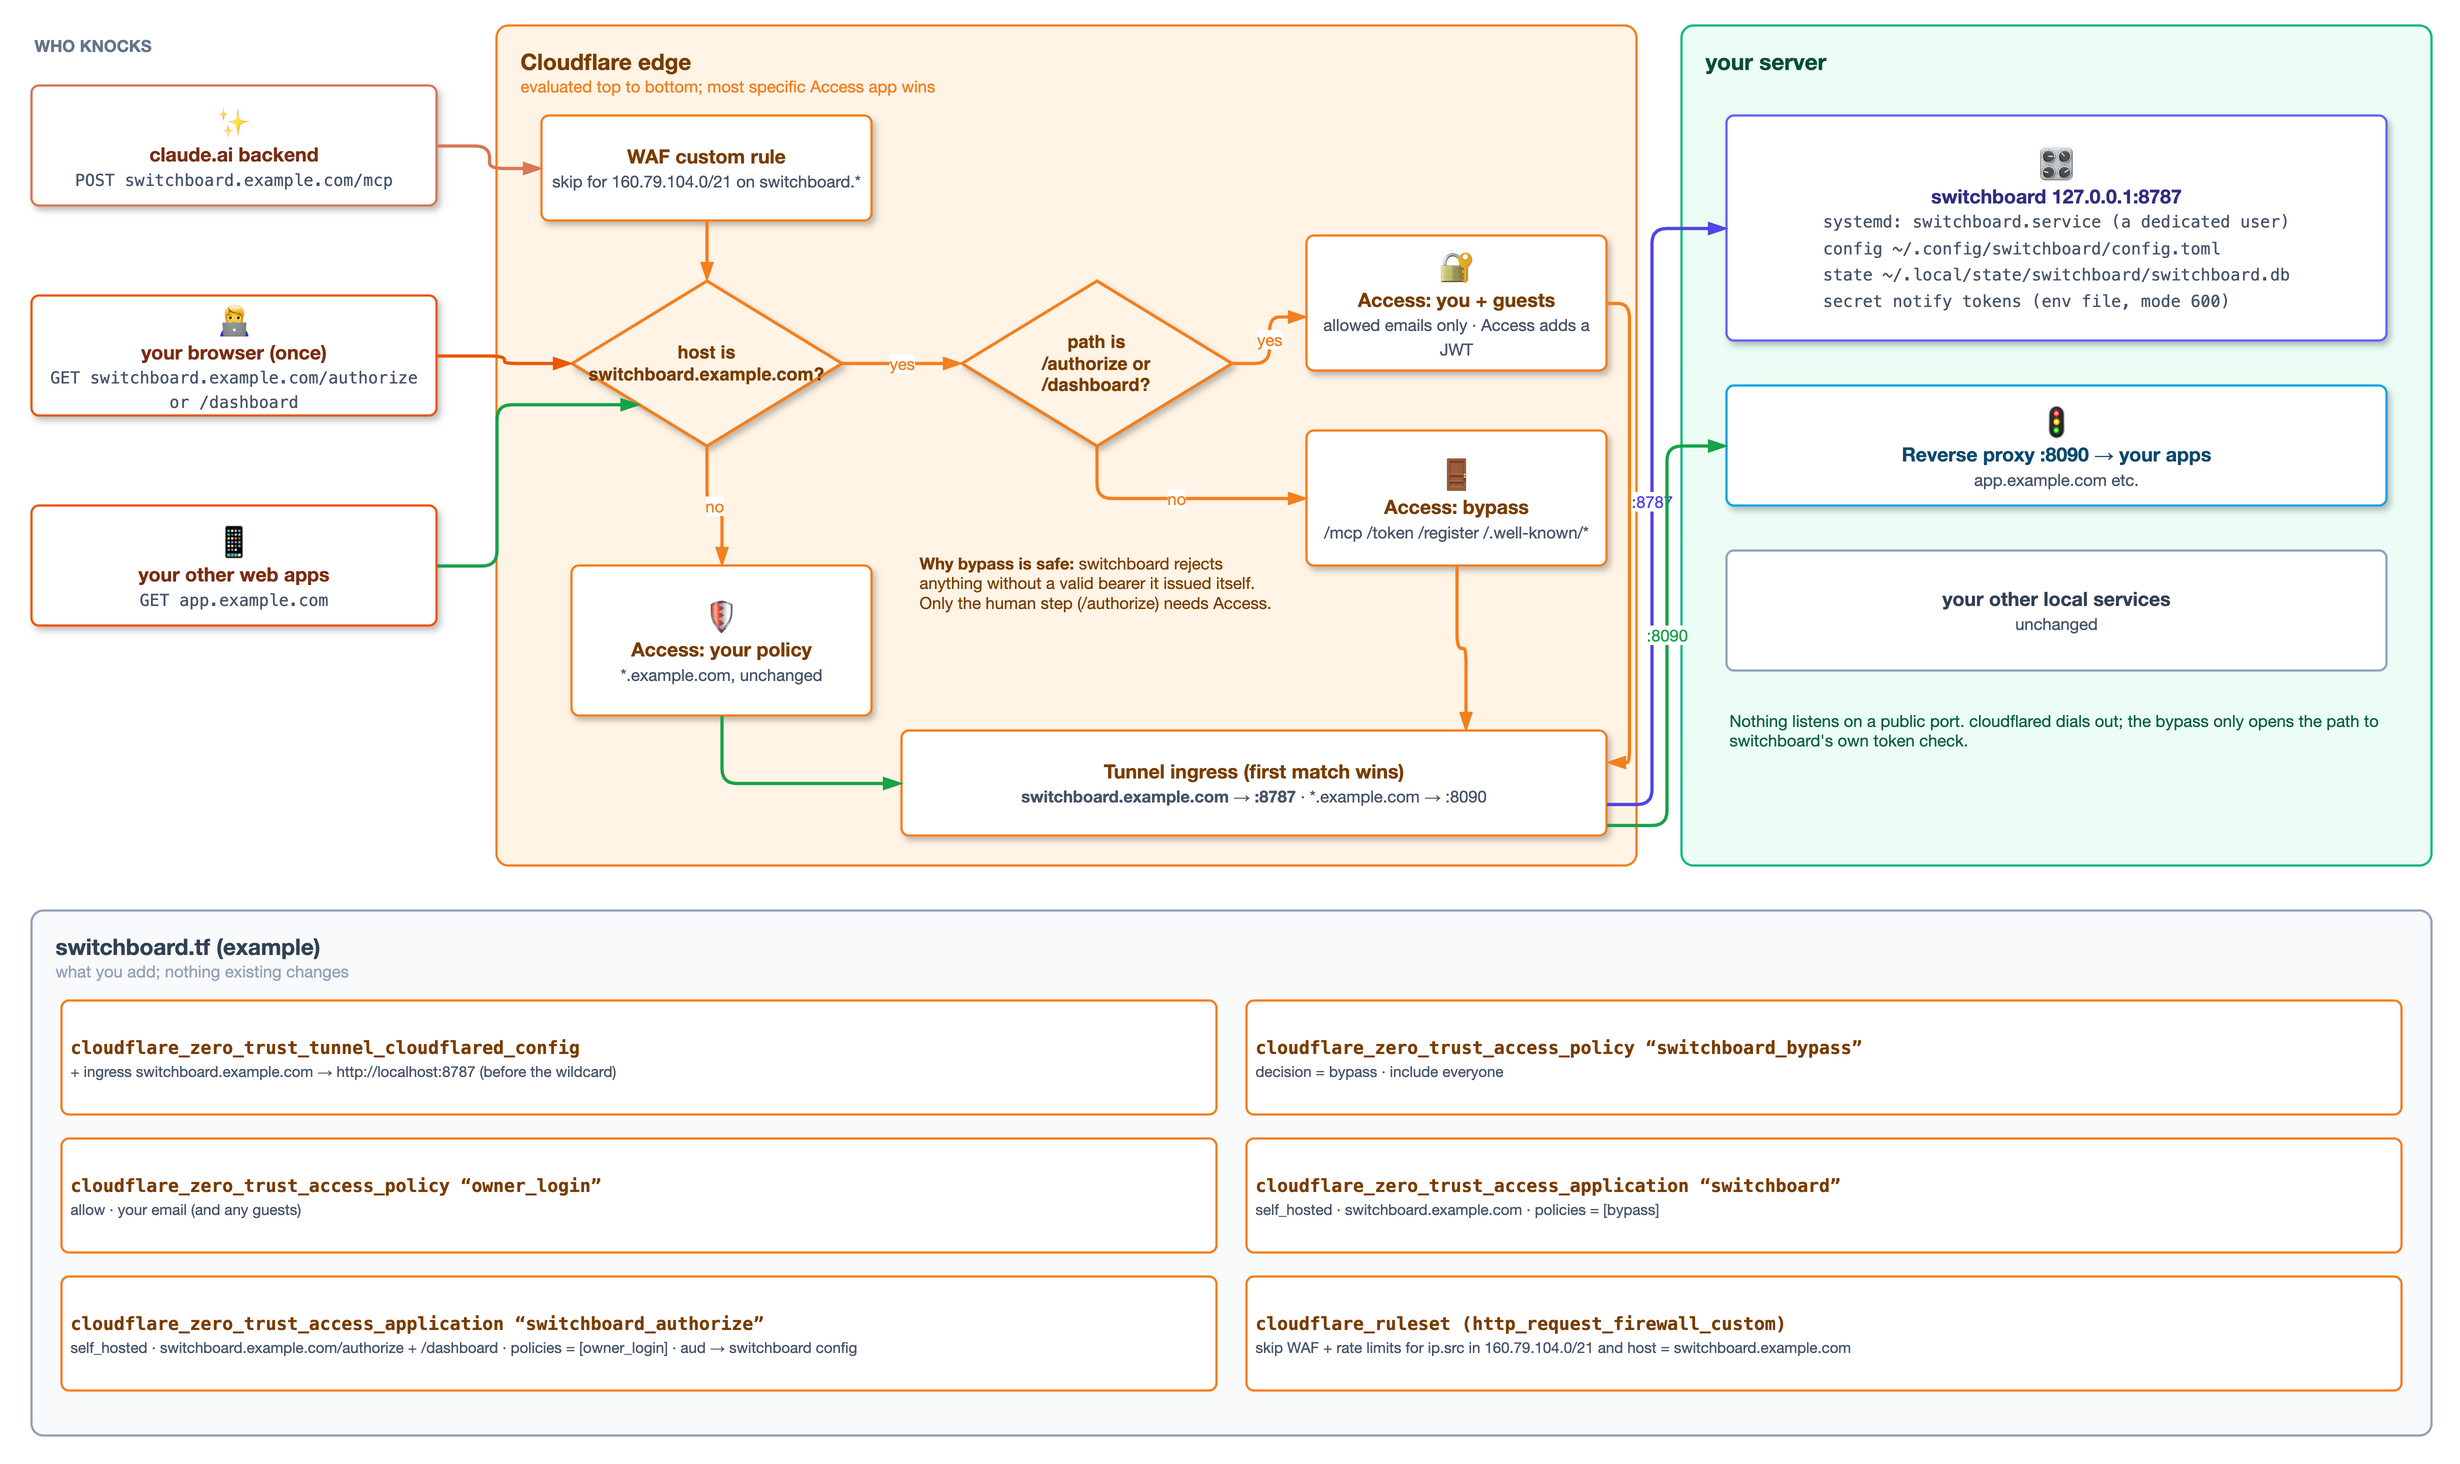 WHO KNOCKS
claude.ai backend
POST switchboard.example.com/mcp
your browser (once)
GET switchboard.example.com/authorize
or /dashboard
your other web apps
GET app.example.com
Cloudflare edge
evaluated top to bottom; most specific Access app wins
WAF custom rule
skip for 160.79.104.0/21 on switchboard.*
host is
switchboard.example.com?
yes
no
path is
/authorize or
/dashboard?
yes
no
Access: you + guests
allowed emails only · Access adds a
JWT
Access: bypass
/mcp /token /register /.well-known/*
Why bypass is safe: switchboard rejects
anything without a valid bearer it issued itself.
Only the human step (/authorize) needs Access.
Access: your policy
*.example.com, unchanged
Tunnel ingress (first match wins)
switchboard.example.com → :8787 · *.example.com → :8090
:8787
:8090
your server
switchboard 127.0.0.1:8787
systemd: switchboard.service (a dedicated user)
config ~/.config/switchboard/config.toml
state ~/.local/state/switchboard/switchboard.db
secret notify tokens (env file, mode 600)
Reverse proxy :8090 → your apps
app.example.com etc.
your other local services
unchanged
Nothing listens on a public port. cloudflared dials out; the bypass only opens the path to
switchboard's own token check.
switchboard.tf (example)
what you add; nothing existing changes
cloudflare_zero_trust_tunnel_cloudflared_config
+ ingress switchboard.example.com → http://localhost:8787 (before the wildcard)
cloudflare_zero_trust_access_policy “switchboard_bypass”
decision = bypass · include everyone
cloudflare_zero_trust_access_policy “owner_login”
allow · your email (and any guests)
cloudflare_zero_trust_access_application “switchboard”
self_hosted · switchboard.example.com · policies = [bypass]
cloudflare_zero_trust_access_application “switchboard_authorize”
self_hosted · switchboard.example.com/authorize + /dashboard · policies = [owner_login] · aud → switchboard config
cloudflare_ruleset (http_request_firewall_custom)
skip WAF + rate limits for ip.src in 160.79.104.0/21 and host = switchboard.example.com